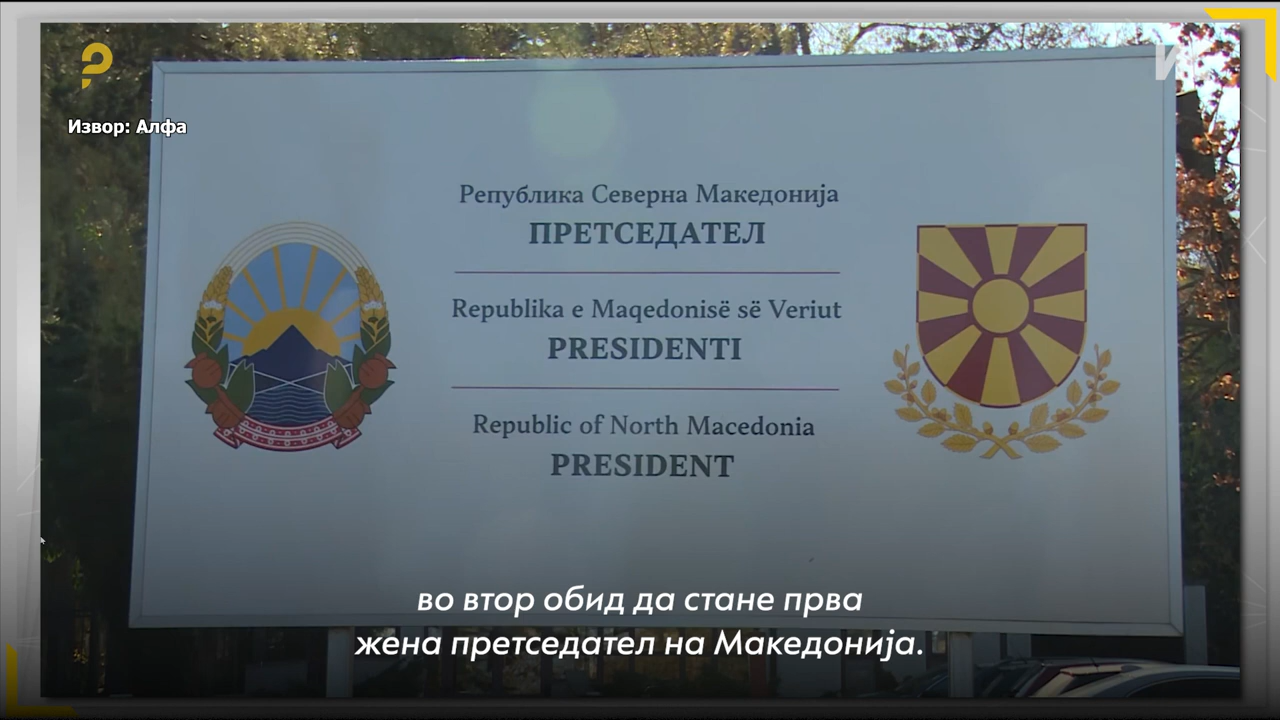 Извор: Алфа
Република Северна Македонија
ПРЕТСЕДАТЕЛ
Republika e Maqedonisë së Veriut
PRESIDENTI
Republic of North Macedonia
PRESIDENT
во втор обид да стане прва
жена претседател на Македонија.